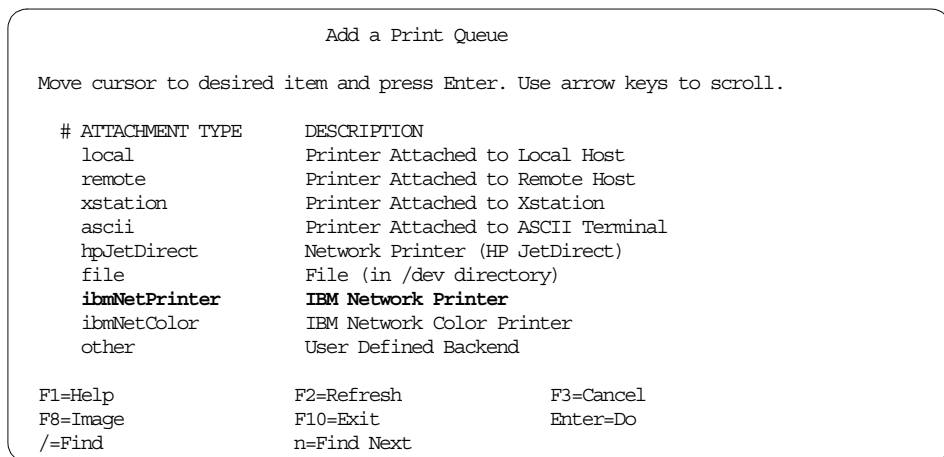 Add a Print Queue
Move cursor to desired item and press Enter. Use arrow keys to scroll.
# ATTACHMENT TYPE DESCRIPTION
local Printer Attached to Local Host
remote Printer Attached to Remote Host
xstation Printer Attached to Xstation
ascii Printer Attached to ASCII Terminal
hpJetDirect Network Printer (HP JetDirect)
file File (in /dev directory)
ibmNetPrinter IBM Network Printer
ibmNetColor IBM Network Color Printer
other User Defined Backend
F1=Help F2=Refresh F3=Cancel
F8=Image F10=Exit Enter=Do
/=Find n=Find Next